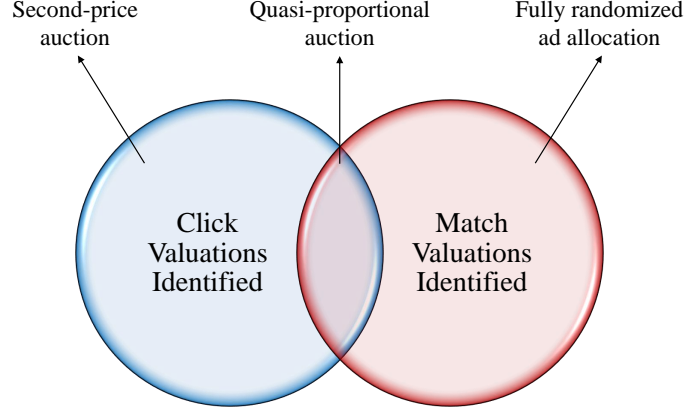 Second-price
auction
Quasi-proportional
auction
Fully randomized
ad allocation
Click
Valuations
Identified
Match
Valuations
Identified